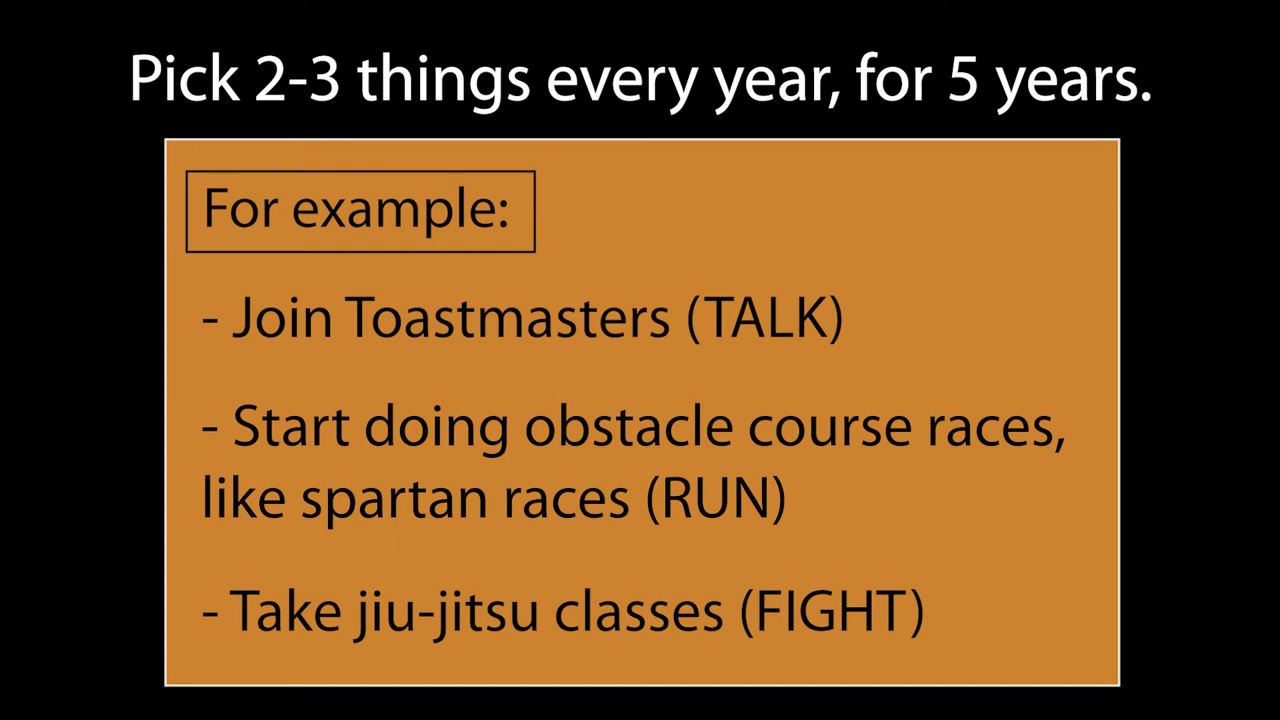 Pick 2-3 things every year, for 5 years.
For example:
- Join Toastmasters (TALK)
- Start doing obstacle course races,
like spartan races (RUN)
- Take jiu-jitsu classes (FIGHT)